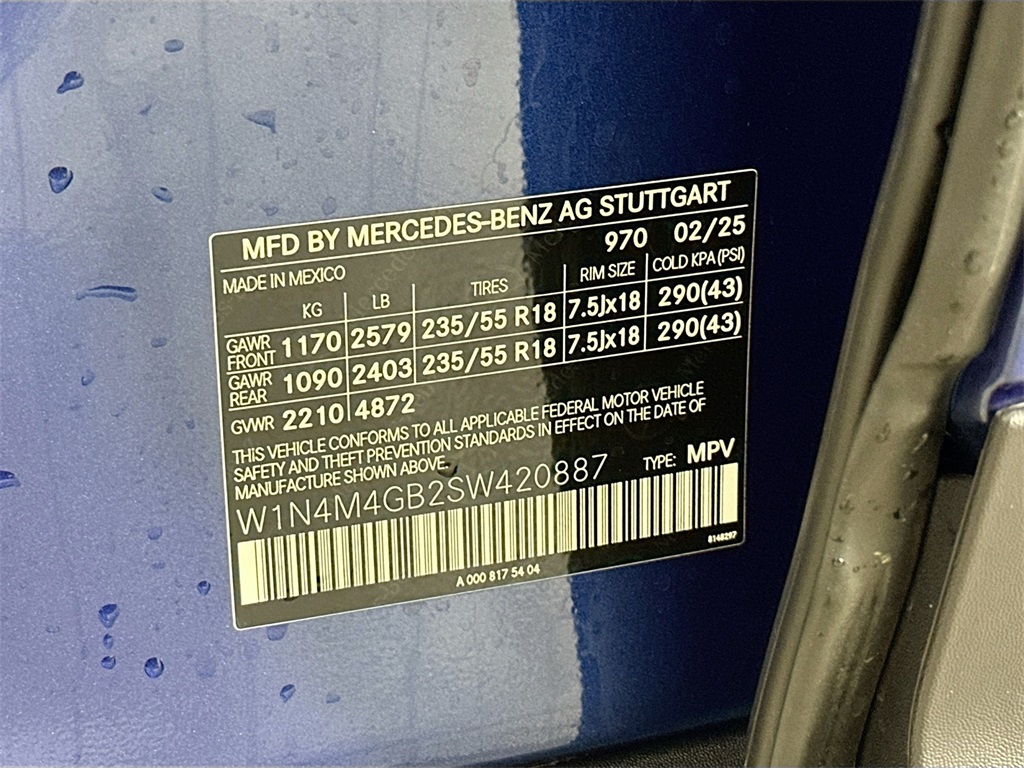 MFD BY MERCEDES-BENZ AG STUTTGART
970 02/25
MADE IN MEXICO
KG LB TIRES RIM SIZE COLD KPA (PSI)
GAWR FRONT 1170 2579 235/55 R18 7.5Jx18 290(43)
GAWR REAR 1090 2403 235/55 R18 7.5Jx18 290(43)
GVWR 2210 4872
THIS VEHICLE CONFORMS TO ALL APPLICABLE FEDERAL MOTOR VEHICLE
SAFETY AND THEFT PREVENTION STANDARDS IN EFFECT ON THE DATE OF
MANUFACTURE SHOWN ABOVE.
TYPE: MPV
W1N4M4GB2SW420887
8148297
A 000 817 54 04